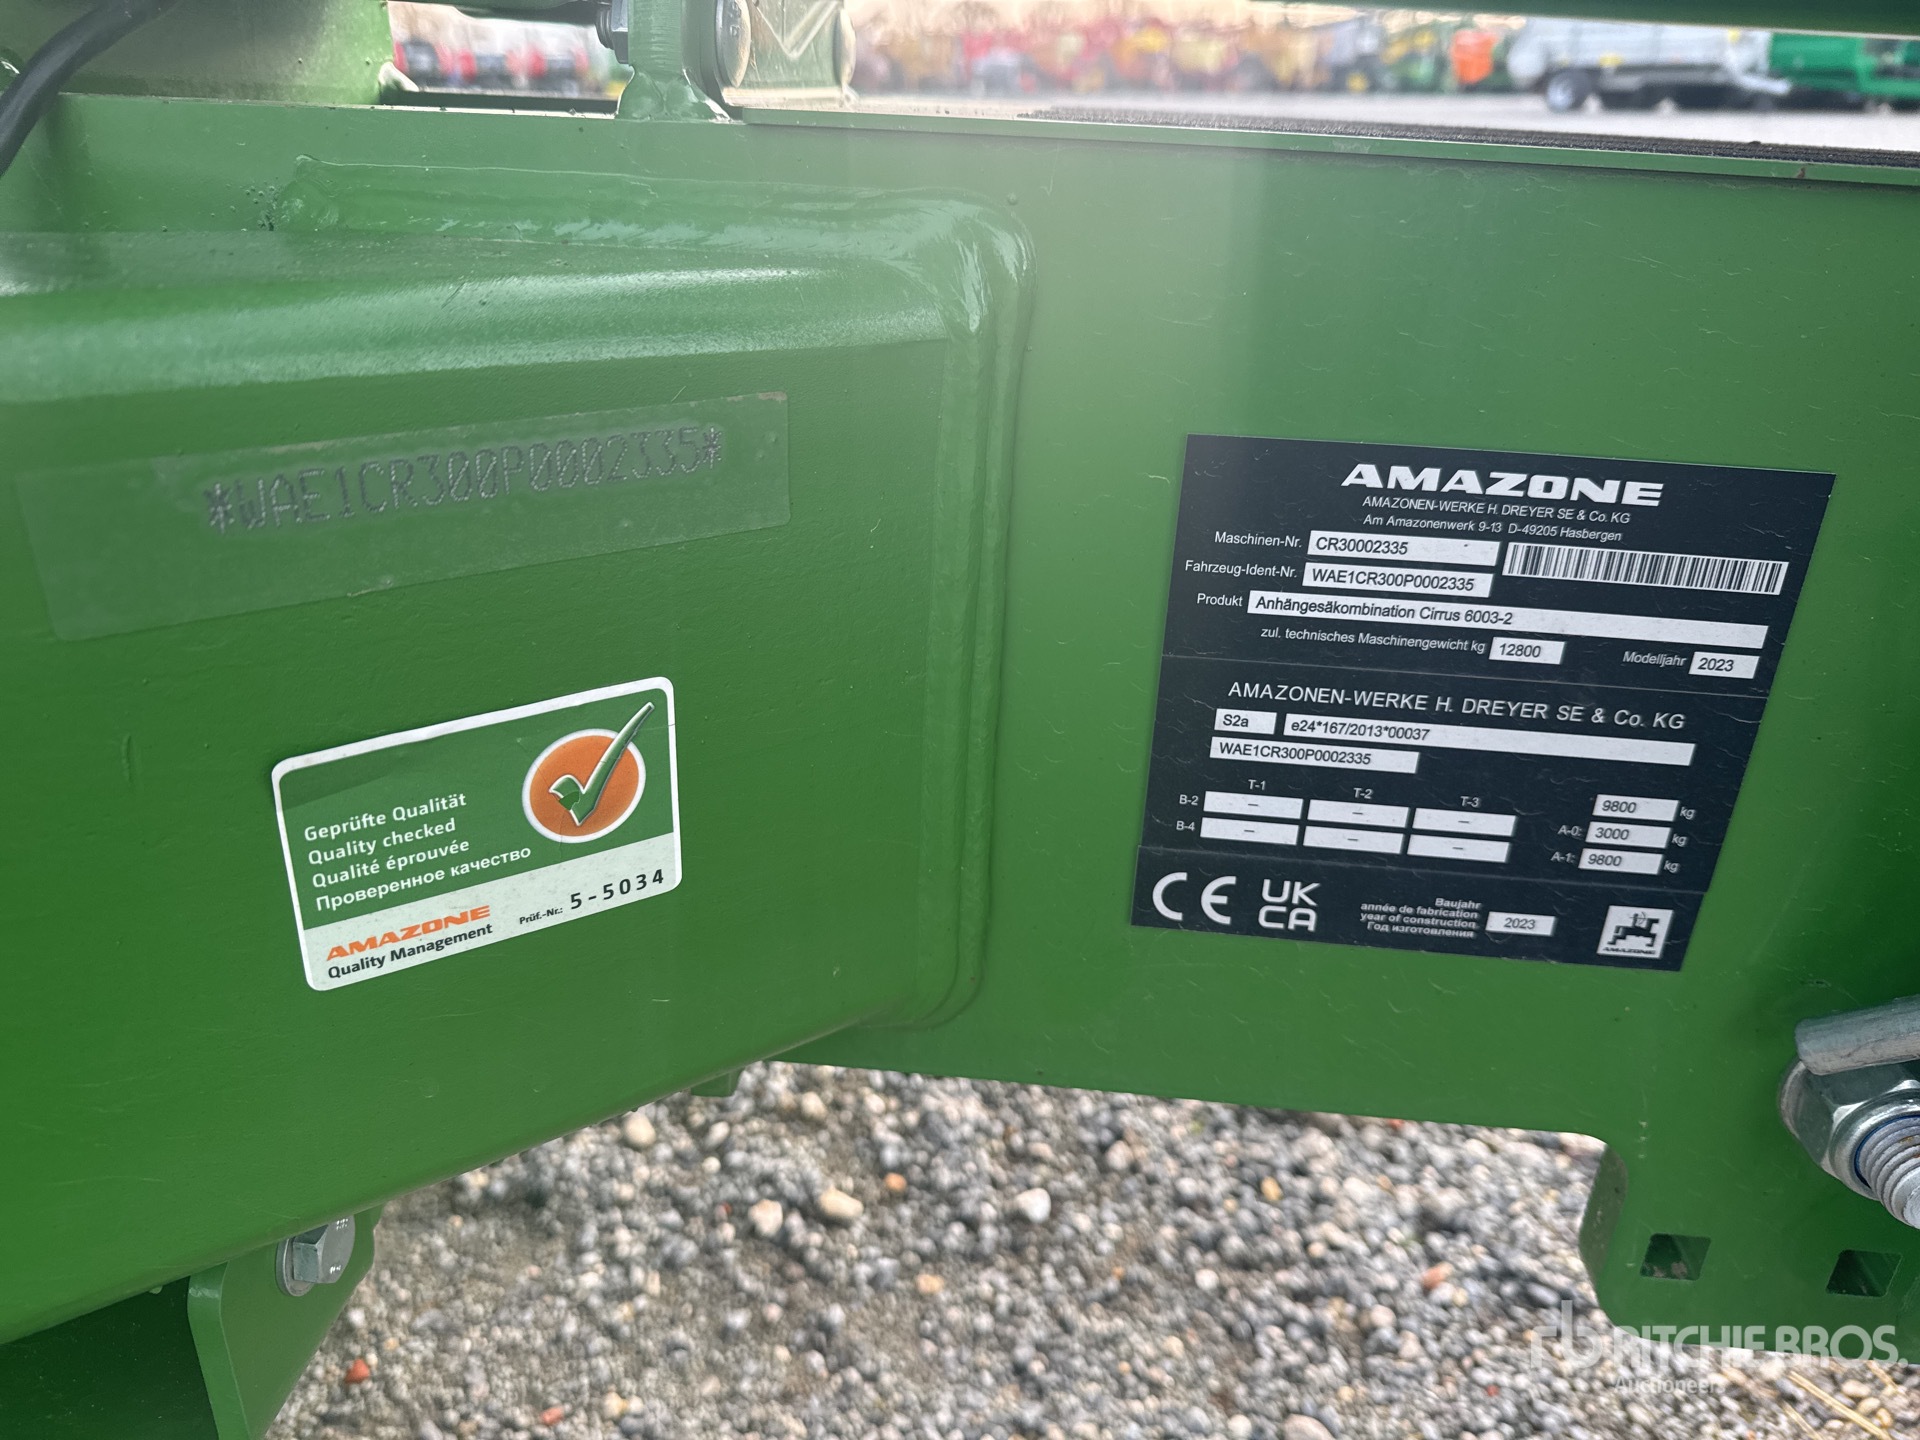 *WAE1CR300P0002335*
Geprüfte Qualität
Quality checked
Qualité éprouvée
Проверенное качество
AMAZONE
Quality Management
Prüf.-Nr.: 5-5034
AMAZONE
AMAZONEN-WERKE H. DREYER SE & Co. KG
Am Amazonenwerk 9-13 D-49205 Hasbergen
Maschinen-Nr. CR30002335
Fahrzeug-Ident-Nr. WAE1CR300P0002335
Produkt Anhängesäkombination Cirrus 6003-2
zul. technisches Maschinengewicht kg 12800 Modelljahr 2023
AMAZONEN-WERKE H. DREYER SE & Co. KG
S2a e24*167/2013*00037
WAE1CR300P0002335
T-1 T-2 T-3 9800 kg
B-2 – – – A-0: 3000 kg
B-4 – – – A-1: 9800 kg
CE UK CA
Baujahr
année de fabrication
year of construction 2023
Год изготовления
AMAZONE
rb RITCHIE BROS.
Auctioneers